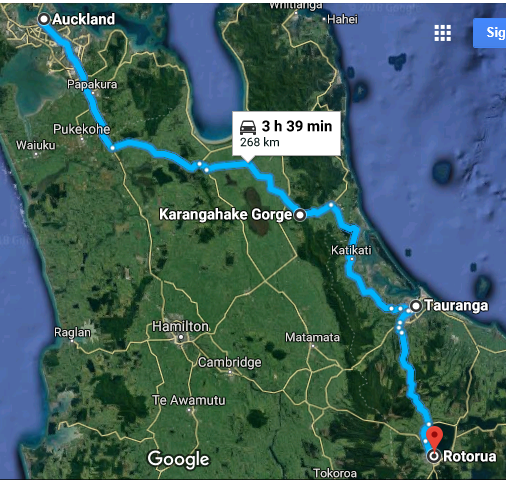 Whitianga
Hahei
Sig
Auckland
Papakura
Pukekohe
Waiuku
3 h 39 min
268 km
Karangahake Gorge
Katikati
Tauranga
Raglan
Hamilton
Matamata
Cambridge
Te Awamutu
Google
Rotorua
Tokoroa